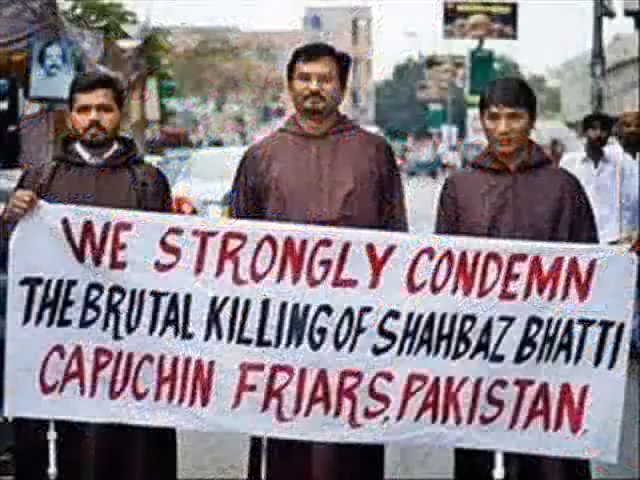 WE STRONGLY CONDEMN
THE BRUTAL KILLING OF SHAHBAZ BHATTI
CAPUCHIN FRIARS, PAKISTAN.